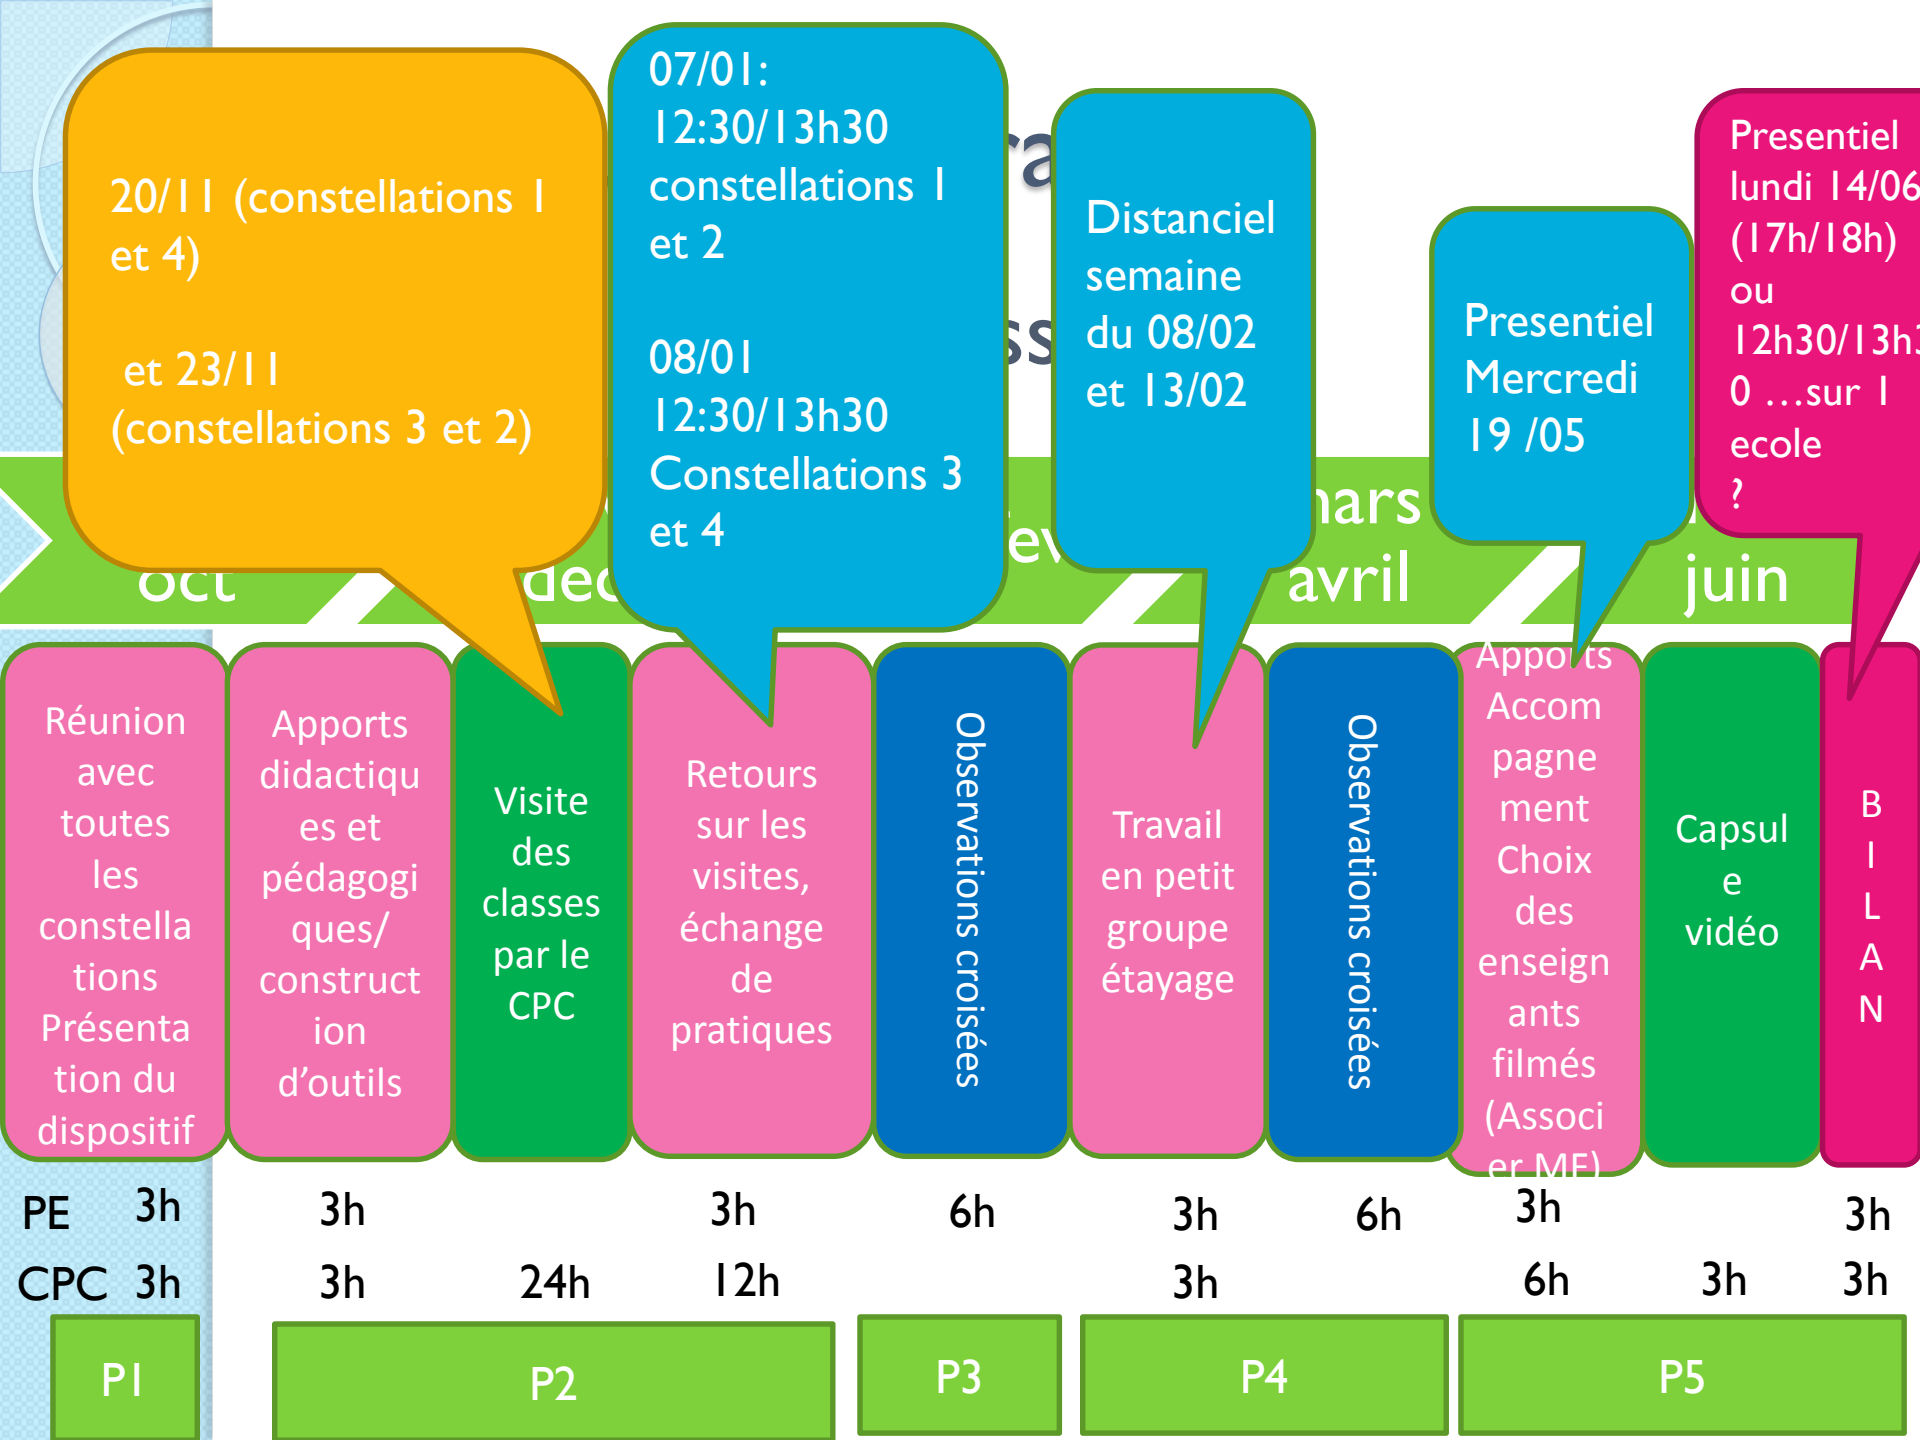 20/11 (constellations 1
et 4)
et 23/11
(constellations 3 et 2)
07/01:
12:30/13h30
constellations 1
et 2
08/01
12:30/13h30
Constellations 3
et 4
Distanciel
semaine
du 08/02
et 13/02
Presentiel
Mercredi
19 /05
Presentiel
lundi 14/06
(17h/18h)
ou
12h30/13h3
0 …sur 1
ecole
?
oct
dec
mars
avril
juin
Réunion
avec
toutes
les
constella
tions
Présenta
tion du
dispositif
Apports
didactiqu
es et
pédagogi
ques/
construct
ion
d’outils
Visite
des
classes
par le
CPC
Retours
sur les
visites,
échange
de
pratiques
Observations croisées
Travail
en petit
groupe
étayage
Observations croisées
Apports
Accom
pagne
ment
Choix
des
enseign
ants
filmés
(Associ
er MF)
Capsul
e
vidéo
B
I
L
A
N
PE 3h 3h 3h 6h 3h 6h 3h 3h
CPC 3h 3h 24h 12h 3h 6h 3h 3h
P1 P2 P3 P4 P5